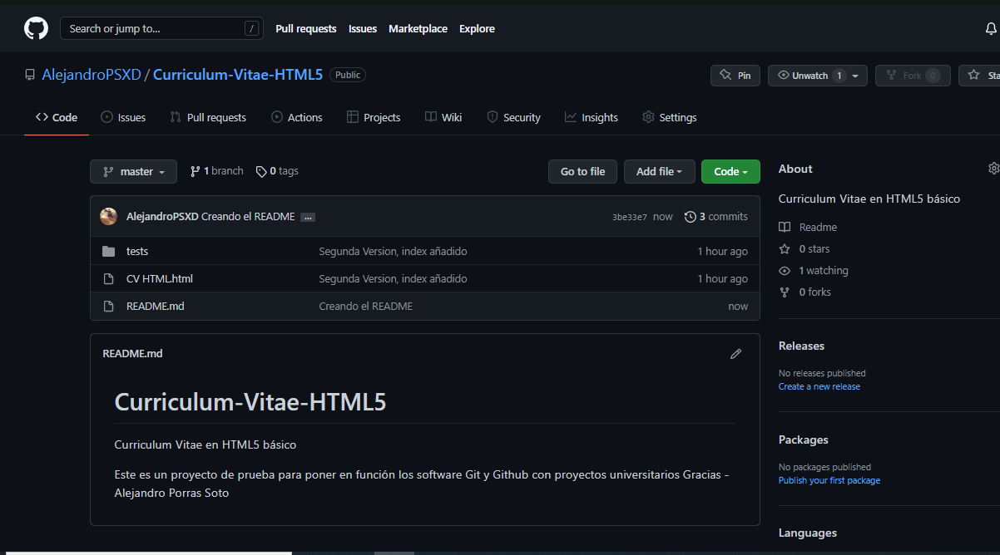 Search or jump to... /
Pull requests Issues Marketplace Explore
AlejandroPSXD / Curriculum-Vitae-HTML5 Public
Pin Unwatch 1 Fork 0
Code Issues Pull requests Actions Projects Wiki Security Insights Settings
master 1 branch 0 tags
Go to file Add file Code
AlejandroPSXD Creando el README ... 3be33e7 now 3 commits
tests Segunda Version, index añadido 1 hour ago
CV HTML.html Segunda Version, index añadido 1 hour ago
README.md Creando el README now
README.md
Curriculum-Vitae-HTML5
Curriculum Vitae en HTML5 básico
Este es un proyecto de prueba para poner en función los software Git y Github con proyectos universitarios Gracias -
Alejandro Porras Soto
About
Curriculum Vitae en HTML5 básico
Readme
0 stars
1 watching
0 forks
Releases
No releases published
Create a new release
Packages
No packages published
Publish your first package
Languages